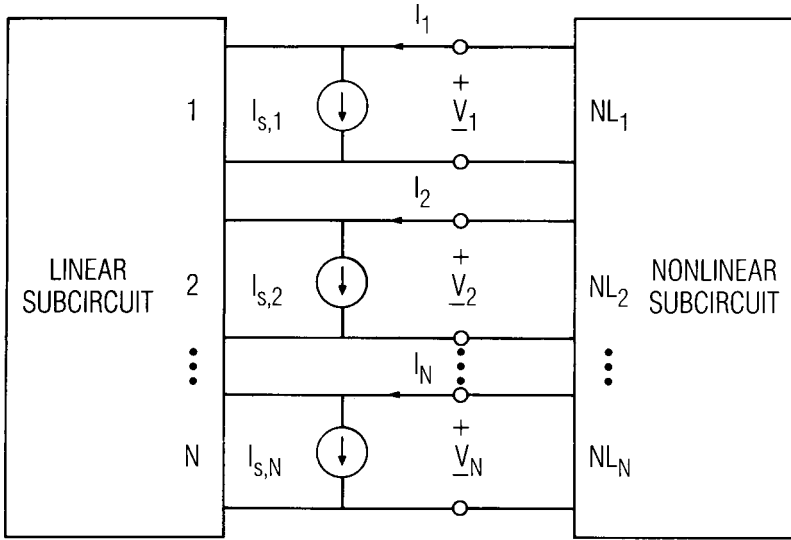 I1
+
1 Is,1 V1 NL1
–
I2
+
LINEAR
SUBCIRCUIT
2 Is,2 V2 NL2
–
NONLINEAR
SUBCIRCUIT
IN
+
N Is,N VN NLN
–